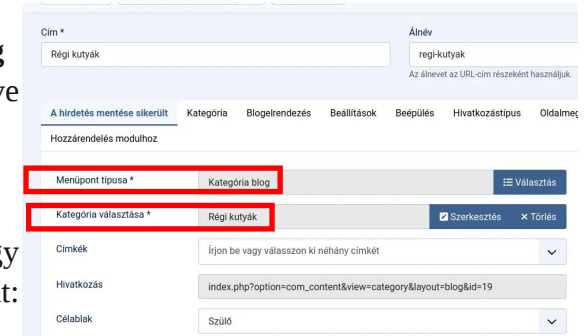 Cím *
Álnév
Régi kutyák
regi-kutyak
Az álnevet az URL-cím részeként használjuk.
A hirdetés mentése sikerült Kategória Blogelrendezés Beállítások Beépülés Hivatkozástípus Oldalmeg
Hozzárendelés modulhoz
Menüpont típusa *
Kategória blog
Választás
Kategória választása *
Régi kutyák
Szerkesztés
Törlés
Címkék
Írjon be vagy válasszon ki néhány címkét
Hivatkozás
index.php?option=com_content&view=category&layout=blog&id=19
Célablak
Szülő